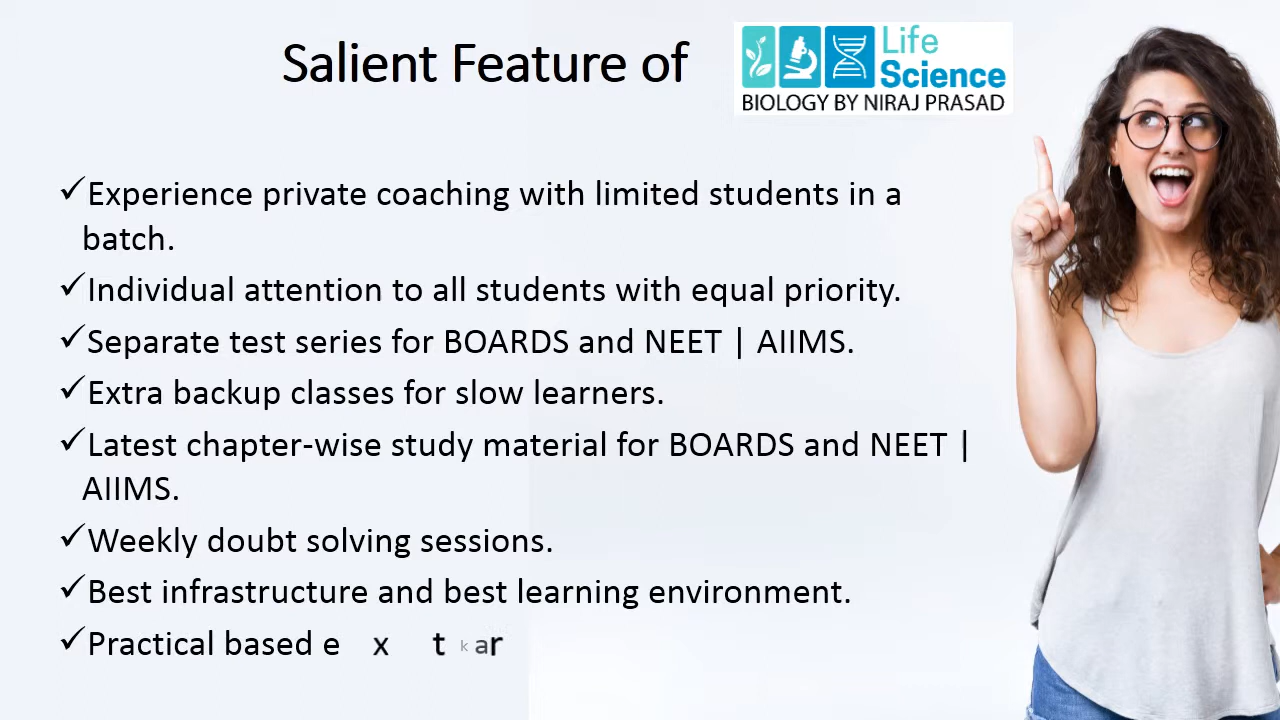 Salient Feature of
Life
Science
BIOLOGY BY NIRAJ PRASAD
✓Experience private coaching with limited students in a
batch.
✓Individual attention to all students with equal priority.
✓Separate test series for BOARDS and NEET | AIIMS.
✓Extra backup classes for slow learners.
✓Latest chapter-wise study material for BOARDS and NEET |
AIIMS.
✓Weekly doubt solving sessions.
✓Best infrastructure and best learning environment.
✓Practical based